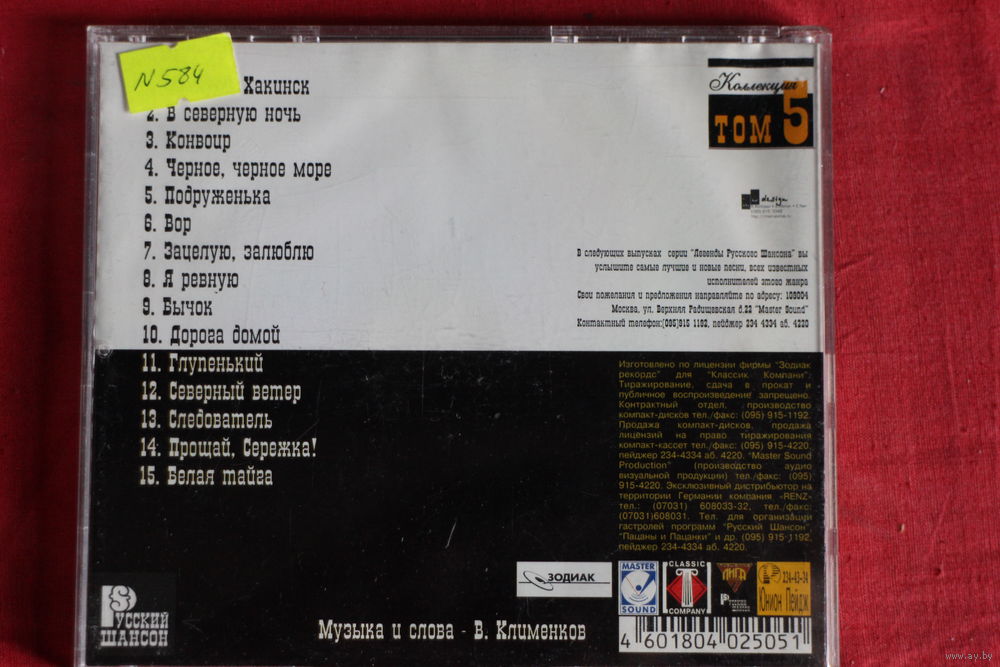 N 584
Хакинск
2. В северную ночь
3. Конвоир
4. Черное, черное море
5. Подруженька
6. Вор
7. Зацелую, залюблю
8. Я ревную
9. Бычок
10. Дорога домой
11. Глупенький
12. Северный ветер
13. Следователь
14. Прощай, Сережка!
15. Белая тайга
Коллекция
ТОМ 5
design
В следующих выпусках серии "Легенды Русского Шансона" вы
услышите самые лучшие и новые песни, всех известных
исполнителей этого жанра
Свои пожелания и предложения направляйте по адресу: 109004
Москва, ул. Верхняя Радищевская д.22 "Master Sound"
Контактный телефон:(095)915 1192, пейджер 234 4334 аб. 4220
Изготовлено по лицензии фирмы "Зодиак
рекордс" для "Классик Компани".
Тиражирование, сдача в прокат и
публичное воспроизведение запрещено.
Контрактный отдел, производство
компакт-дисков тел./факс: (095) 915-1192.
Продажа компакт-дисков, продажа
лицензий на право тиражирования
компакт-кассет тел./факс: (095) 915-4220,
пейджер 234-4334 аб. 4220. "Master Sound
Production" (производство аудио
визуальной продукции) тел./факс: (095)
915-4220. Эксклюзивный дистрибьютор на
территории Германии компания «RENZ»
тел.: (07031) 608033-32, тел./факс:
(07031)608031. Тел. для организации
гастролей программ "Русский Шансон",
"Пацаны и Пацанки" и др. (095) 915-1192,
пейджер 234-4334 аб. 4220.
ЗОДИАК
MASTER
SOUND
CLASSIC
COMPANY
234-43-34
Юнион Пейдж
Русский
шансон
Музыка и слова - В. Клименков
4 601804 025051
www.ay.by